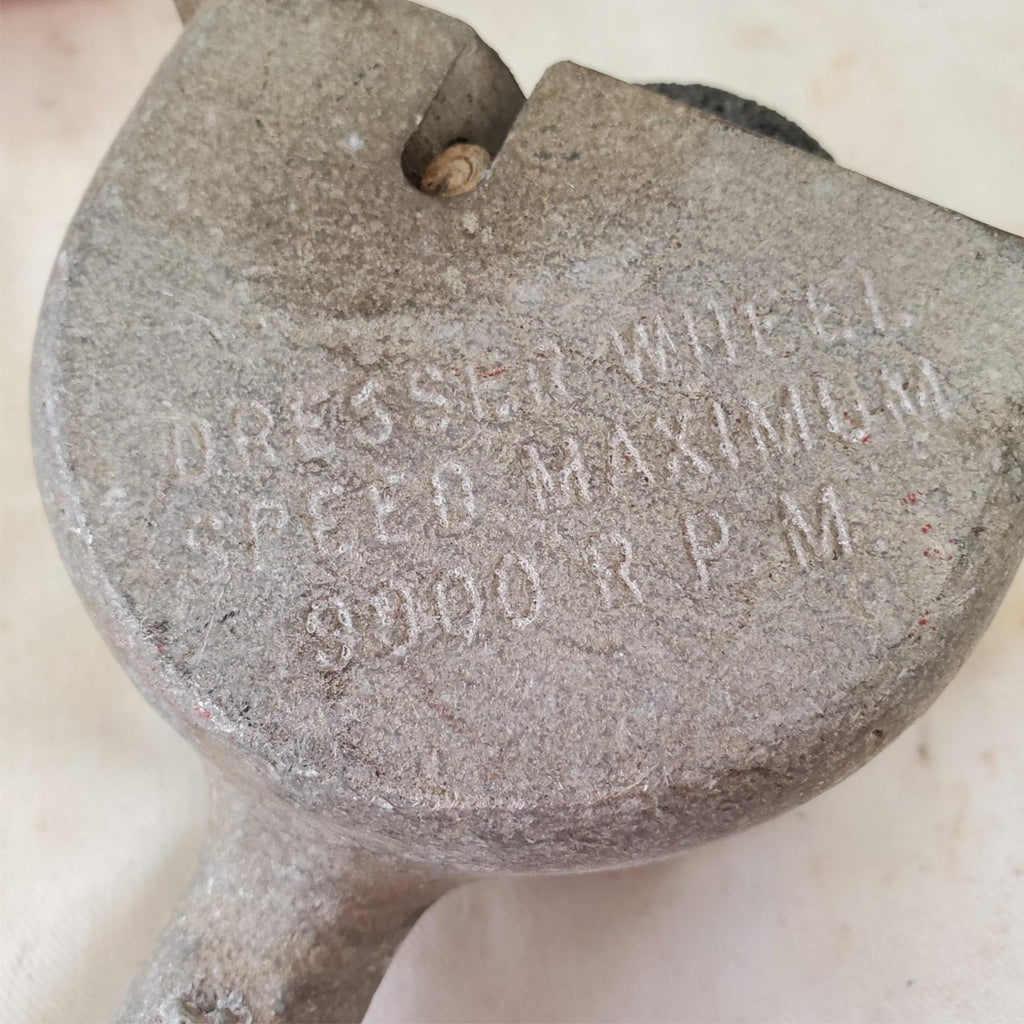 DRESSER WHEEL
SPEED MAXIMUM
9000 R.P.M